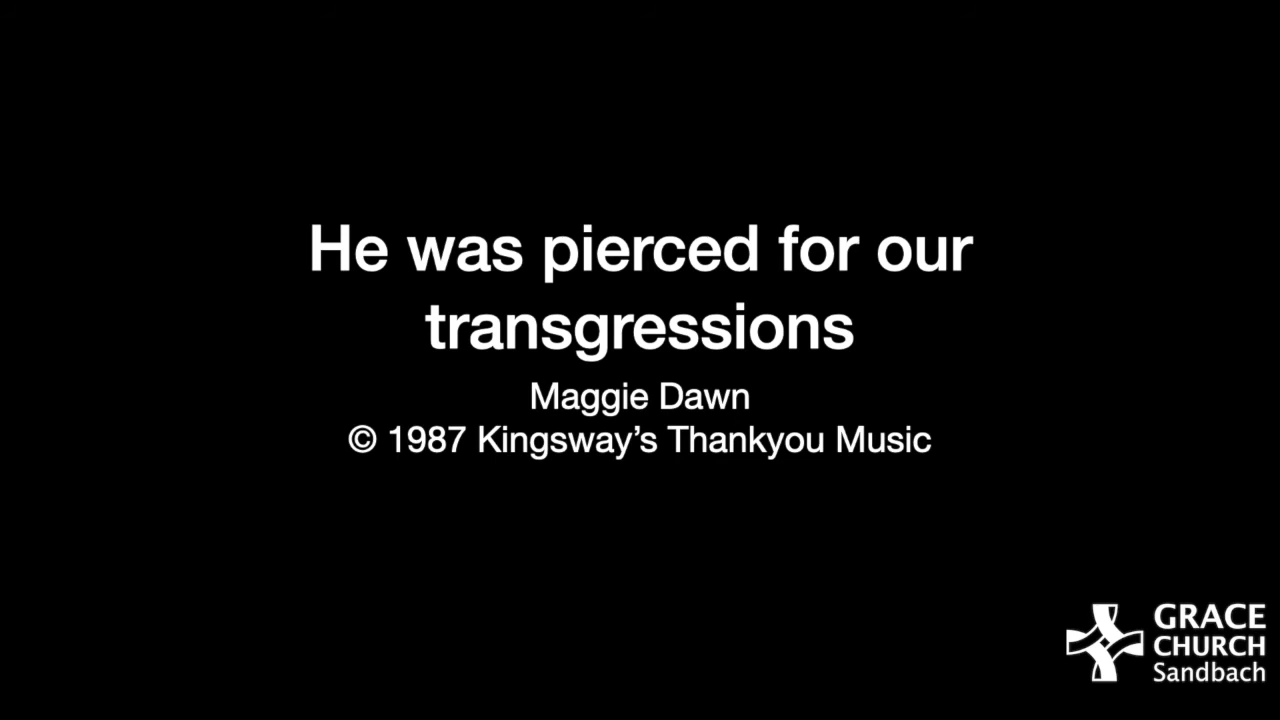 He was pierced for our
transgressions
Maggie Dawn
© 1987 Kingsway’s Thankyou Music
GRACE
CHURCH
Sandbach